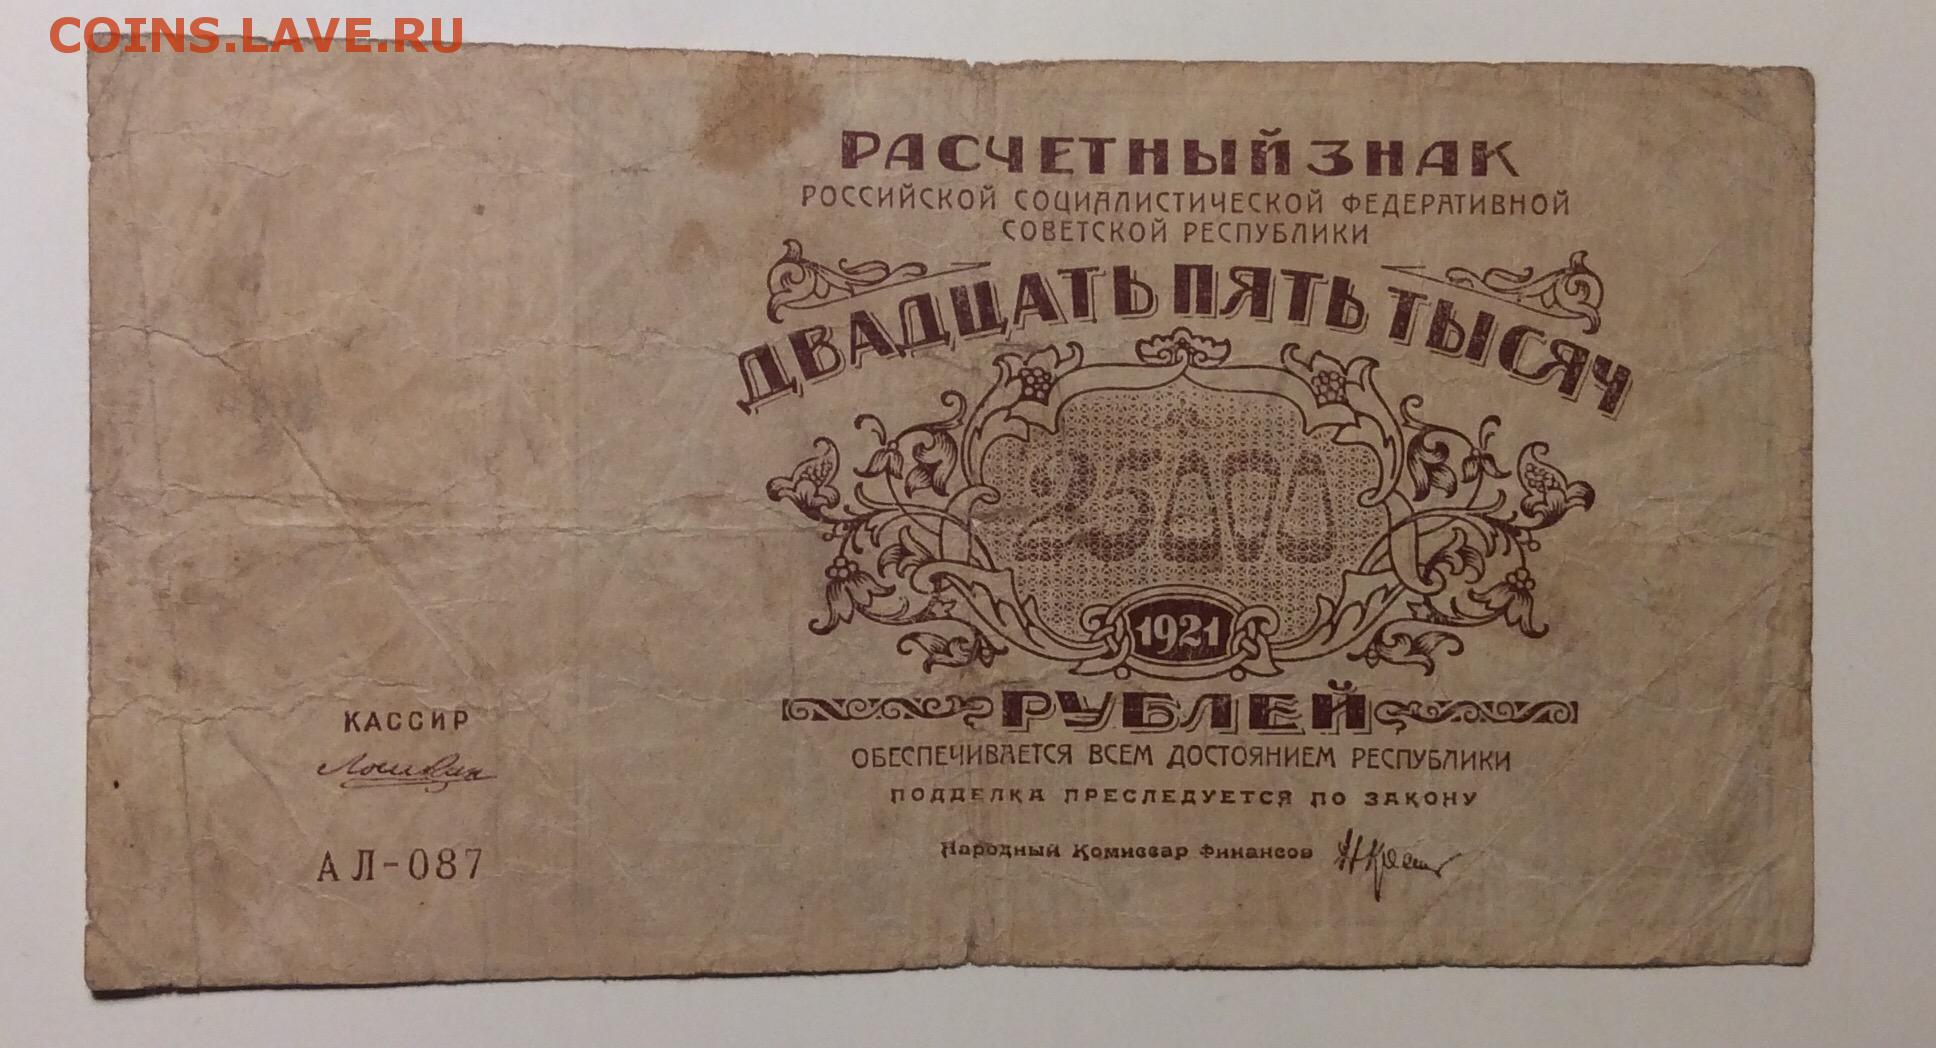 COINS.LAVE.RU
РАСЧЕТНЫЙ ЗНАК
РОССИЙСКОЙ СОЦИАЛИСТИЧЕСКОЙ ФЕДЕРАТИВНОЙ
СОВЕТСКОЙ РЕСПУБЛИКИ
ДВАДЦАТЬ ПЯТЬ ТЫСЯЧ
25000
1921
РУБЛЕЙ
ОБЕСПЕЧИВАЕТСЯ ВСЕМ ДОСТОЯНИЕМ РЕСПУБЛИКИ
ПОДДЕЛКА ПРЕСЛЕДУЕТСЯ ПО ЗАКОНУ
Народный Комиссар Финансов
КАССИР
АЛ-087